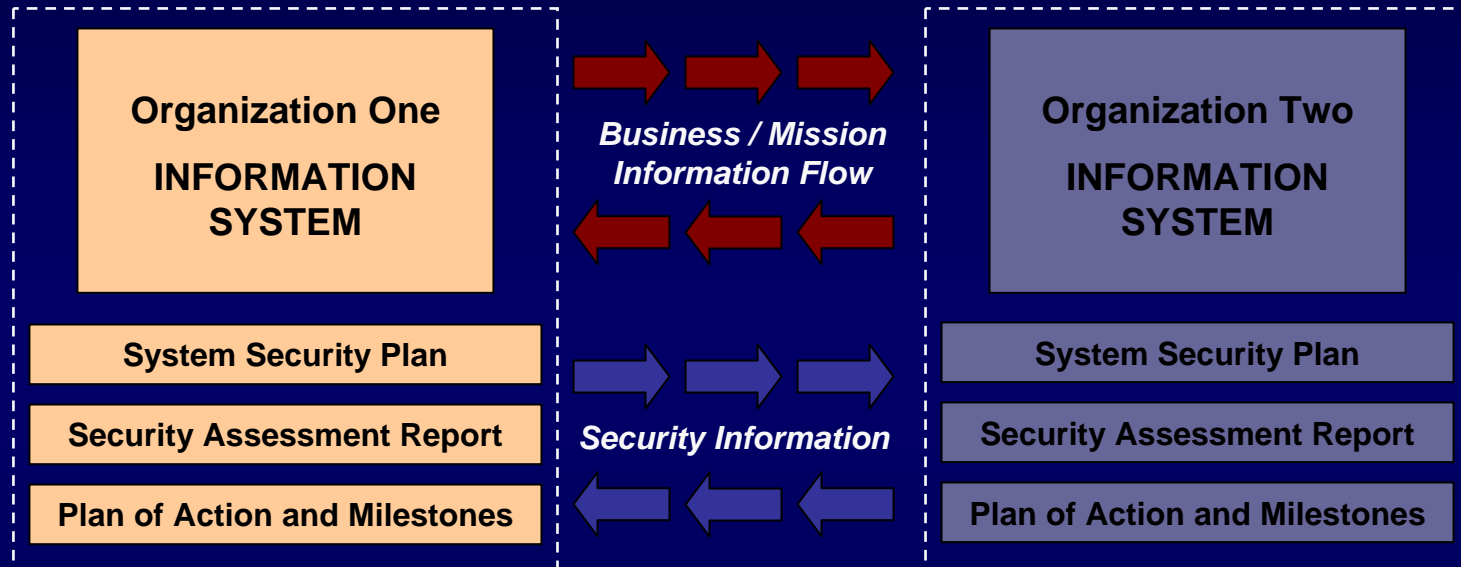 Organization One
INFORMATION
SYSTEM
System Security Plan
Security Assessment Report
Plan of Action and Milestones
Business / Mission
Information Flow
Security Information
Organization Two
INFORMATION
SYSTEM
System Security Plan
Security Assessment Report
Plan of Action and Milestones